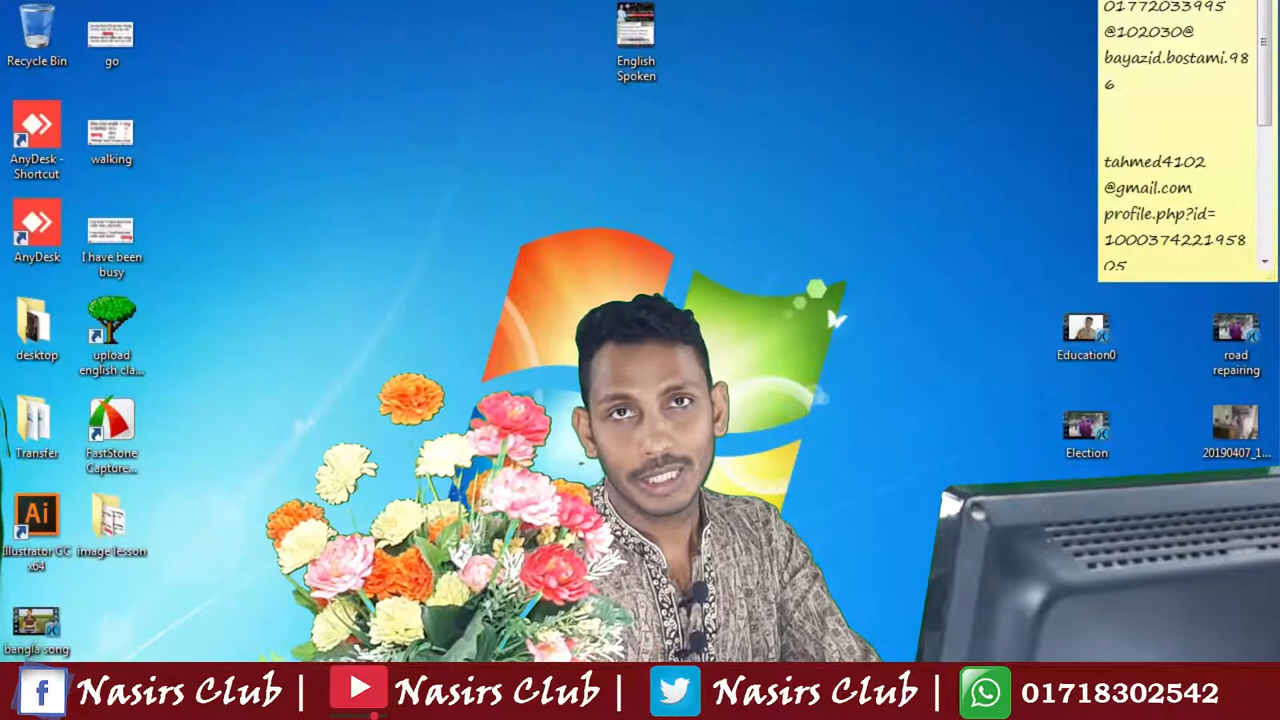 Recycle Bin
go
English
Spoken
01772033995
@102030@
bayazid.bostami.98
6
tahmed4102
@gmail.com
profile.php?id=
1000374221958
05
AnyDesk -
Shortcut
walking
AnyDesk
I have been
busy
desktop
upload
english cla...
Education0
road
repairing
Transfer
FastStone
Capture...
Election
20190407_1...
Ai
Illustrator CC
x64
image lesson
bangla song
f Nasirs Club | Nasirs Club | Nasirs Club | 01718302542